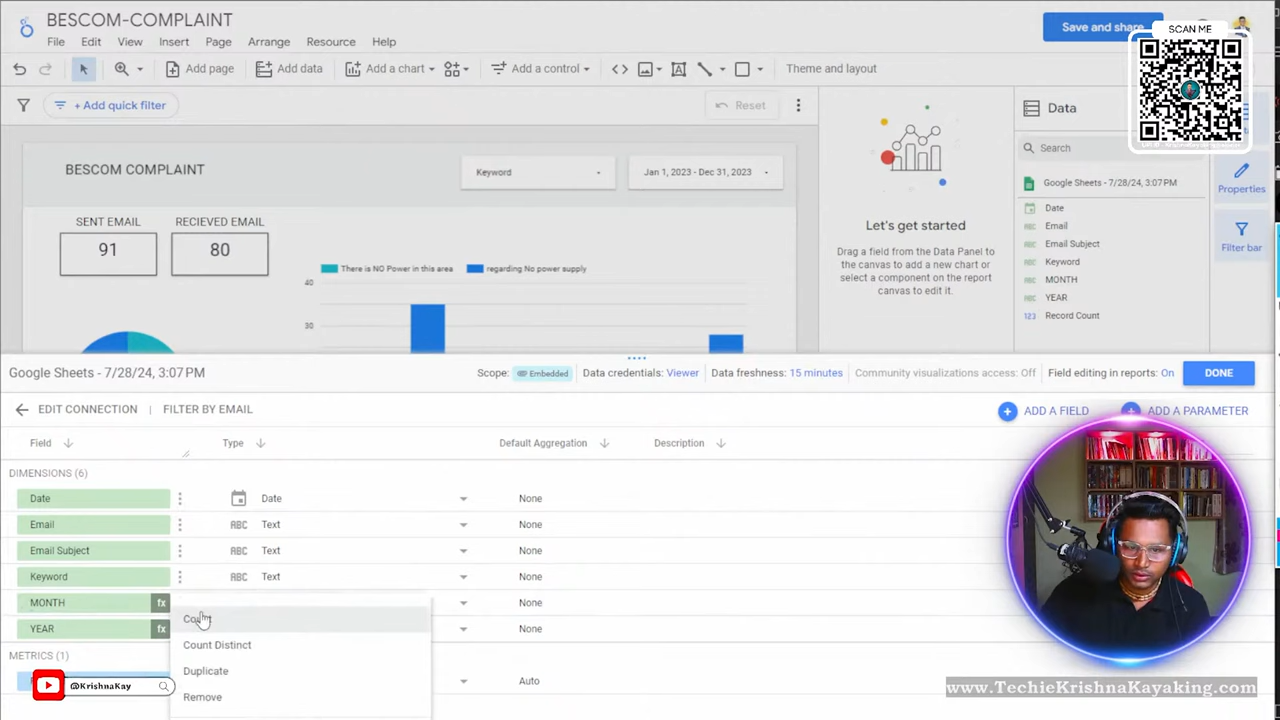 BESCOM-COMPLAINT
File Edit View Insert Page Arrange Resource Help
Save and share
SCAN ME
Add page Add data Add a chart Add a control Theme and layout
+ Add quick filter
Reset
Data
Search
BESCOM COMPLAINT
Keyword
Jan 1, 2023 - Dec 31, 2023
SENT EMAIL
91
RECIEVED EMAIL
80
There is NO Power in this area
regarding No power supply
40
30
Let's get started
Drag a field from the Data Panel to
the canvas to add a new chart or
select a component on the report
canvas to edit it.
Google Sheets - 7/28/24, 3:07 PM
Date
Email
Email Subject
Keyword
MONTH
YEAR
123 Record Count
Properties
Filter bar
Google Sheets - 7/28/24, 3:07 PM
Scope: Embedded Data credentials: Viewer Data freshness: 15 minutes Community visualizations access: Off Field editing in reports: On DONE
EDIT CONNECTION | FILTER BY EMAIL
ADD A FIELD
ADD A PARAMETER
Field Type Default Aggregation Description
DIMENSIONS (6)
Date Date None
Email ABC Text None
Email Subject ABC Text None
Keyword ABC Text None
MONTH fx None
YEAR fx None
Count
Count Distinct
Duplicate
Remove
METRICS (1)
Auto
@KrishnaKay
www.TechieKrishnaKayaking.com